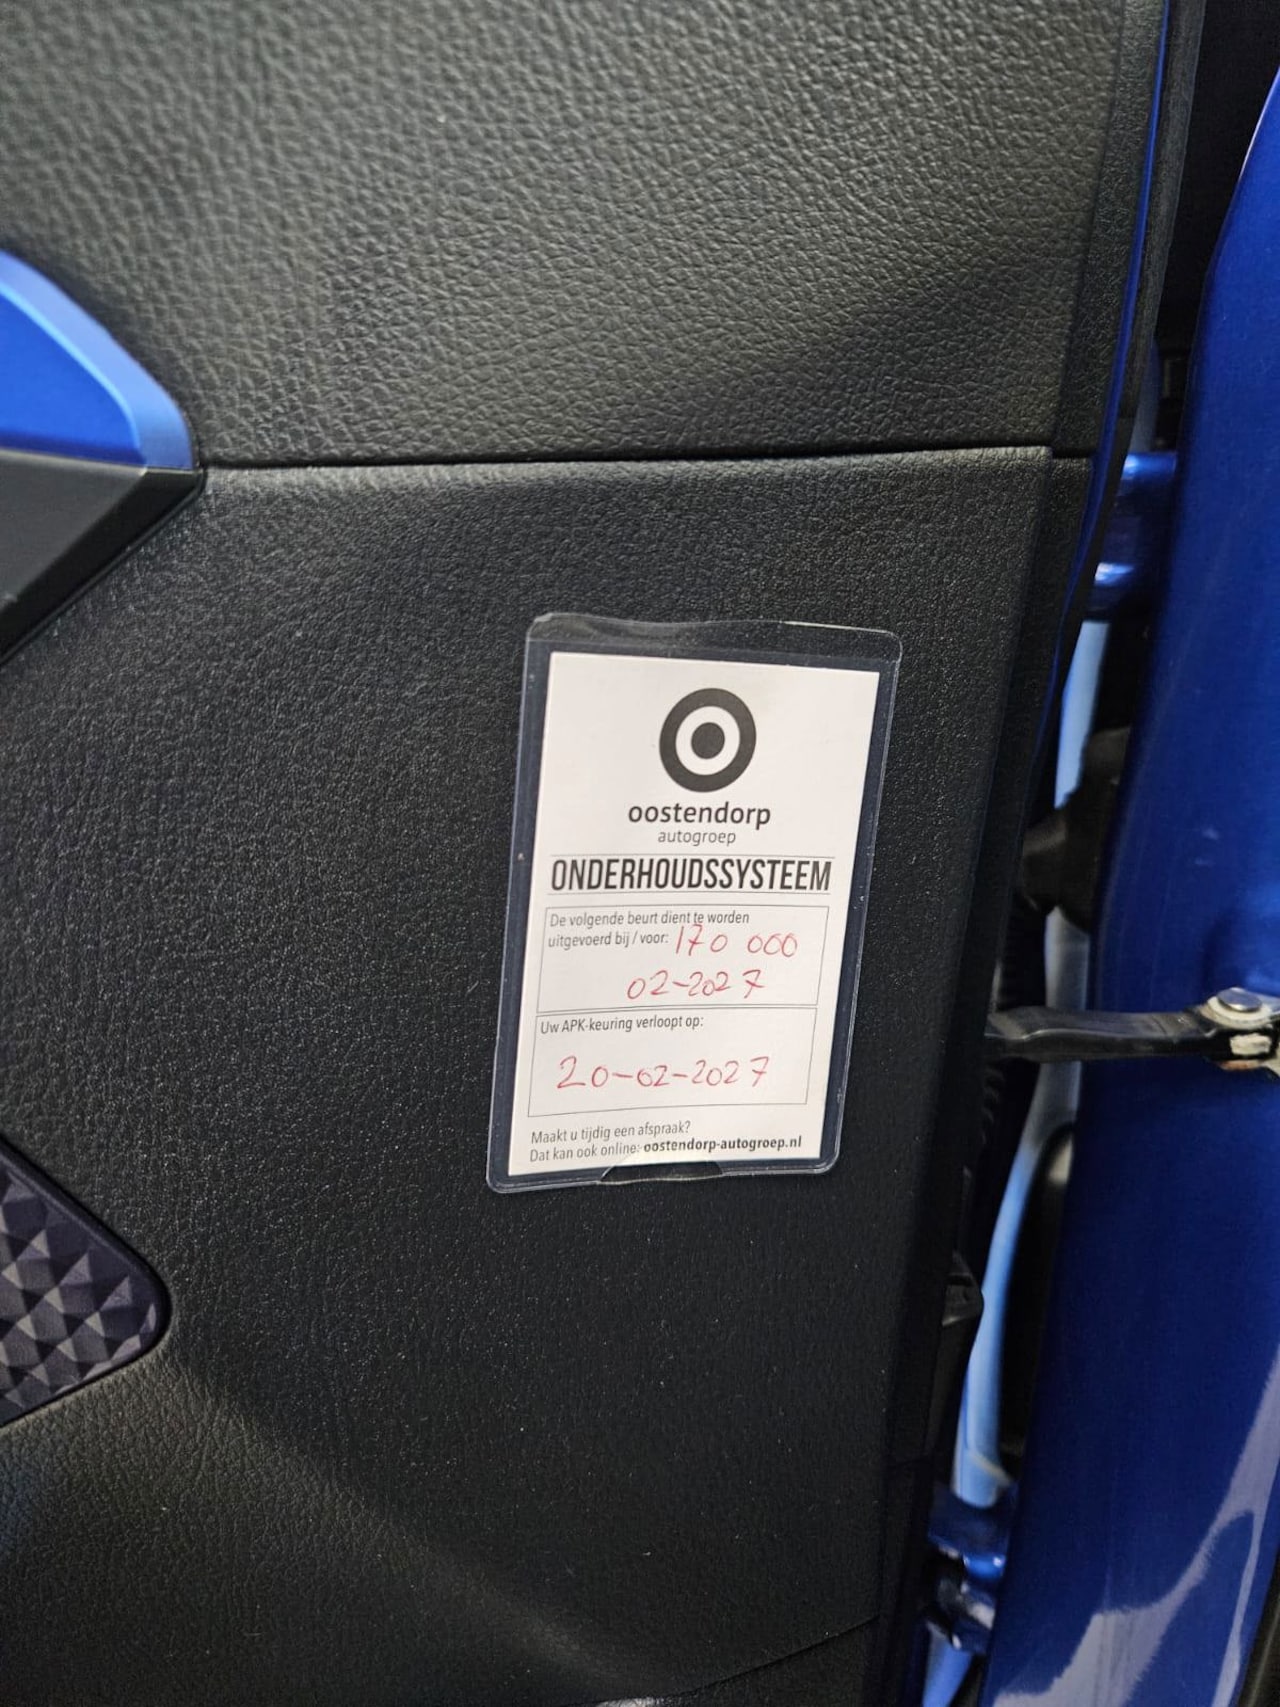 oostendorp
autogroep
ONDERHOUDSSYSTEEM
De volgende beurt dient te worden
uitgevoerd bij / voor: 170 000
02-2027
Uw APK-keuring verloopt op:
20-02-2027
Maakt u tijdig een afspraak?
Dat kan ook online: oostendorp-autogroep.nl